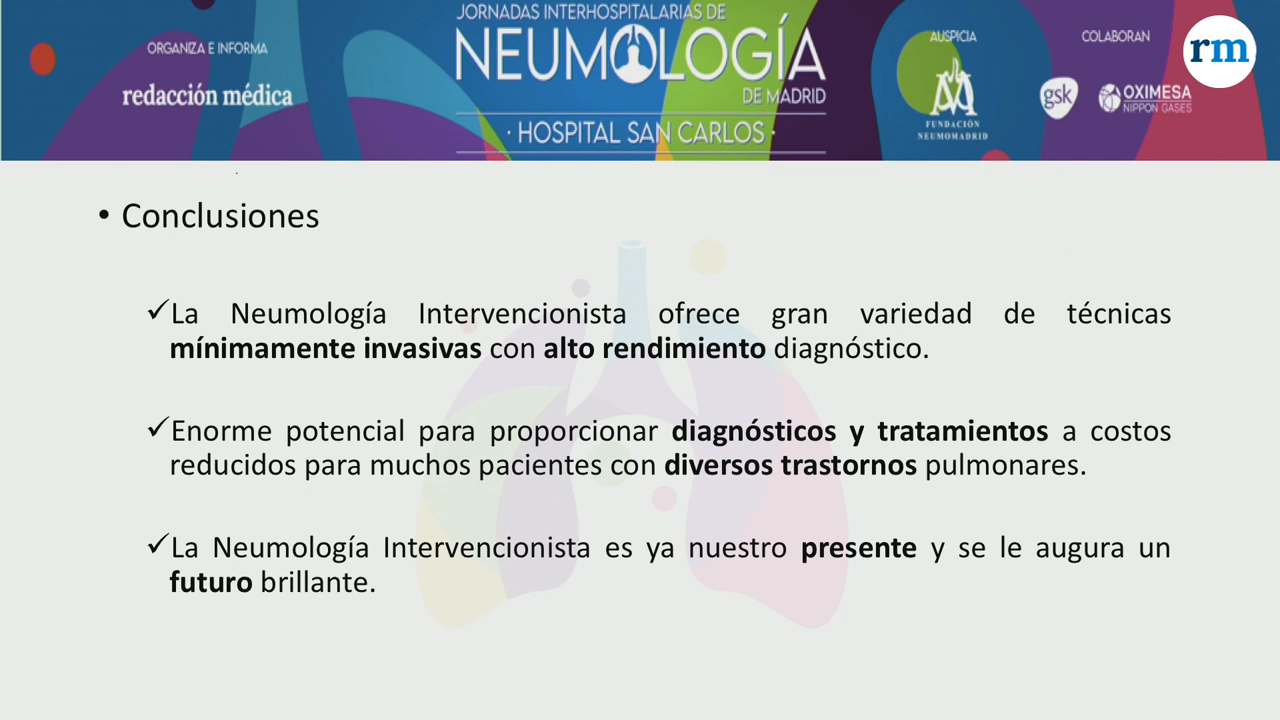 ORGANIZA E INFORMA
redacción médica
JORNADAS INTERHOSPITALARIAS DE
NEUMOLOGÍA
DE MADRID
· HOSPITAL SAN CARLOS ·
AUSPICIA
FUNDACIÓN
NEUMOMADRID
COLABORAN
gsk
OXIMESA
NIPPON GASES
rm
• Conclusiones
✓La Neumología Intervencionista ofrece gran variedad de técnicas
mínimamente invasivas con alto rendimiento diagnóstico.
✓Enorme potencial para proporcionar diagnósticos y tratamientos a costos
reducidos para muchos pacientes con diversos trastornos pulmonares.
✓La Neumología Intervencionista es ya nuestro presente y se le augura un
futuro brillante.